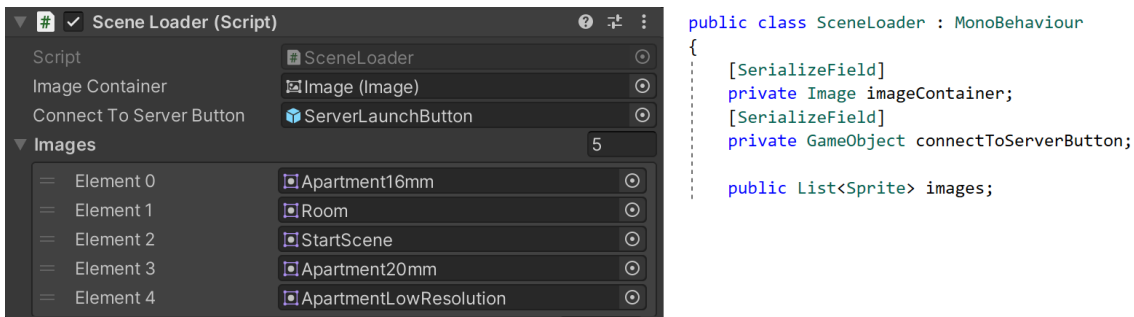 Scene Loader (Script)
Script SceneLoader
Image Container Image (Image)
Connect To Server Button ServerLaunchButton
Images 5
Element 0 Apartment16mm
Element 1 Room
Element 2 StartScene
Element 3 Apartment20mm
Element 4 ApartmentLowResolution
public class SceneLoader : MonoBehaviour
{
[SerializeField]
private Image imageContainer;
[SerializeField]
private GameObject connectToServerButton;
public List<Sprite> images;